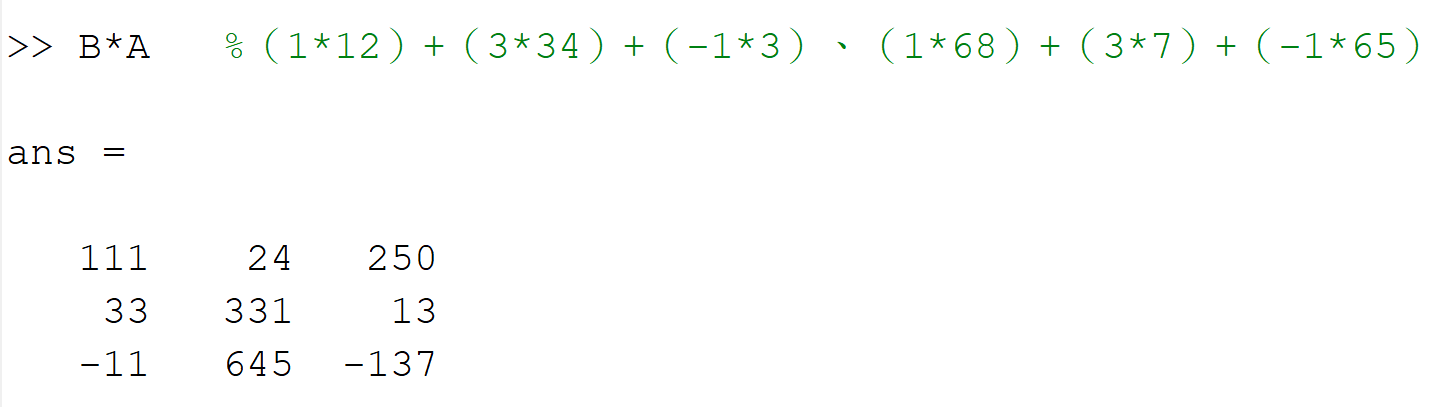 >> B*A   %(1*12)+(3*34)+(-1*3)、(1*68)+(3*7)+(-1*65)
ans =
111 24 250
33 331 13
-11 645 -137